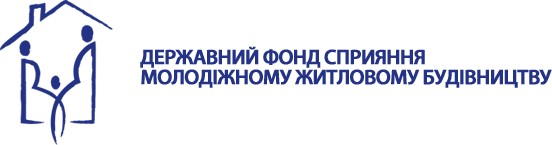 ДЕРЖАВНИЙ ФОНД СПРИЯННЯ
МОЛОДІЖНОМУ ЖИТЛОВОМУ БУДІВНИЦТВУ